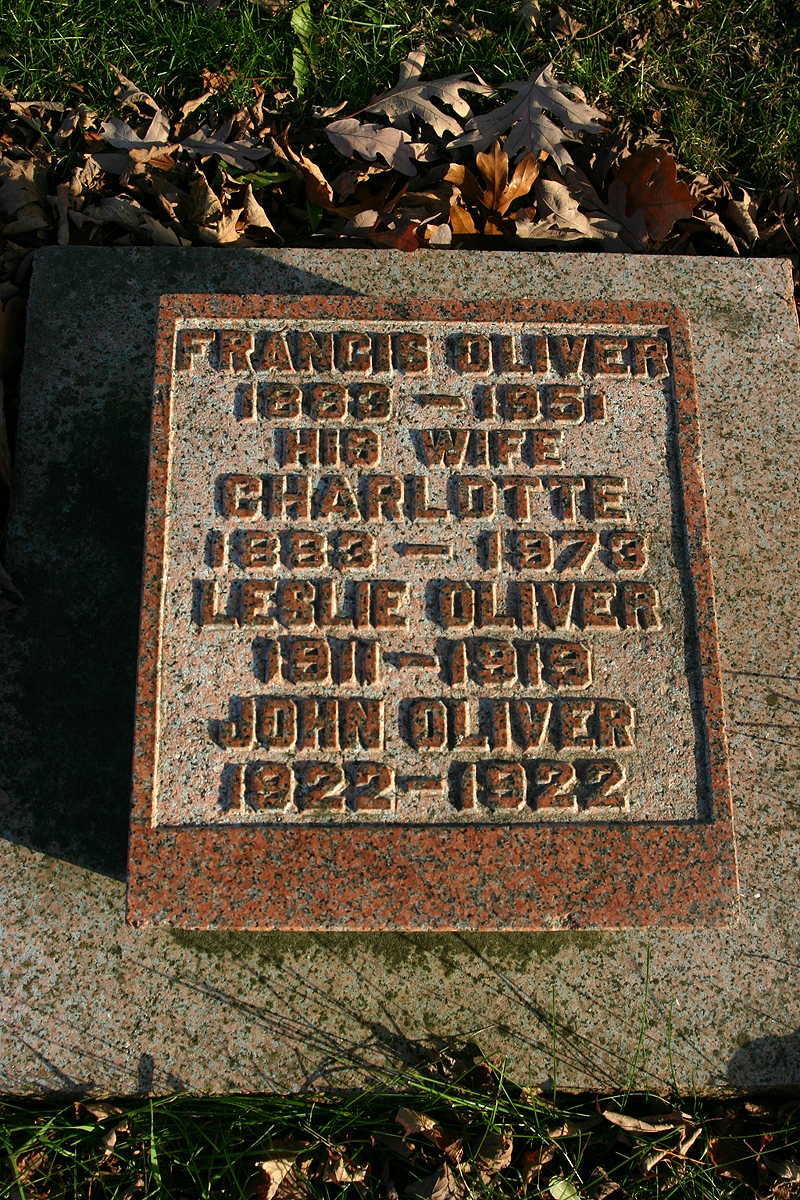 FRANCIS OLIVER
1883 - 1951
HIS WIFE
CHARLOTTE
1883 - 1973
LESLIE OLIVER
1911 - 1919
JOHN OLIVER
1922 - 1922